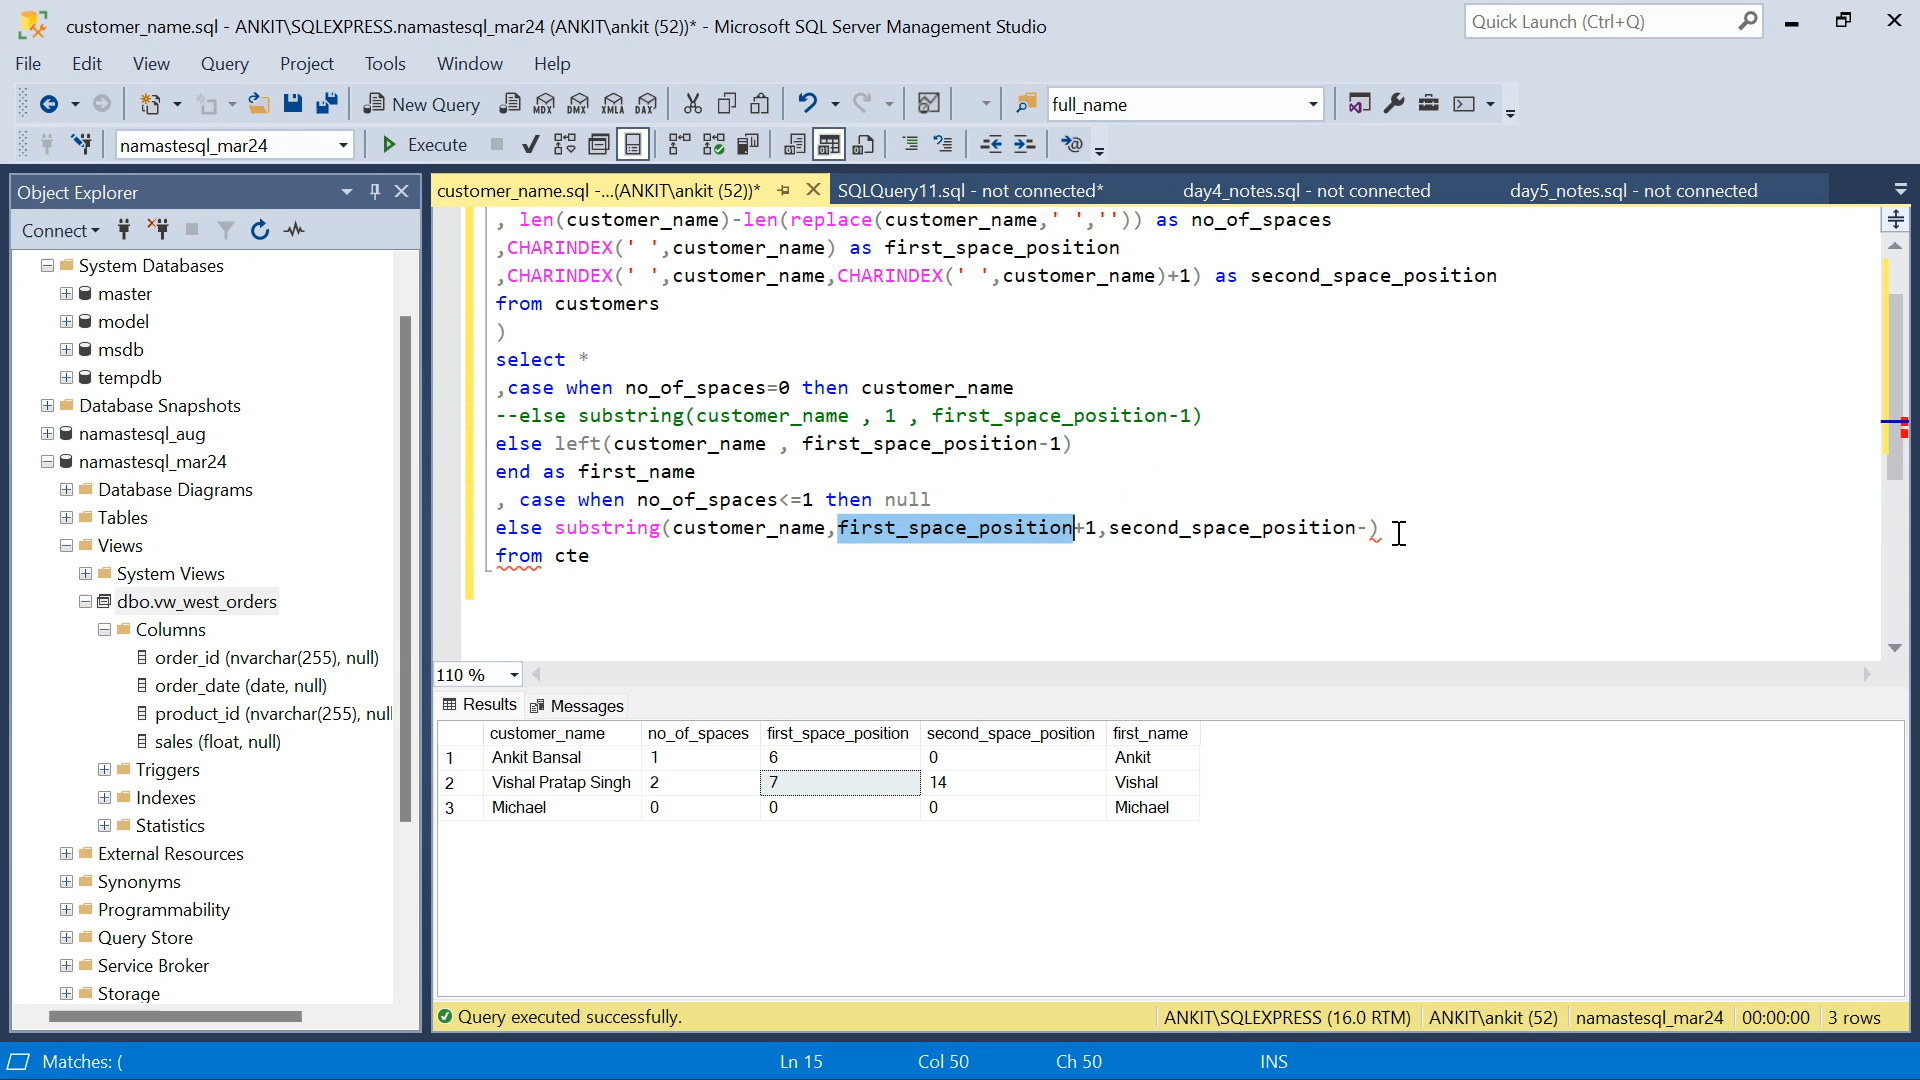 customer_name.sql - ANKIT\SQLEXPRESS.namastesql_mar24 (ANKIT\ankit (52))* - Microsoft SQL Server Management Studio
Quick Launch (Ctrl+Q)
File Edit View Query Project Tools Window Help
New Query MDX DMX XMLA DAX full_name
namastesql_mar24 Execute
Object Explorer
customer_name.sql -...(ANKIT\ankit (52))* SQLQuery11.sql - not connected* day4_notes.sql - not connected day5_notes.sql - not connected
Connect
System Databases
master
model
msdb
tempdb
Database Snapshots
namastesql_aug
namastesql_mar24
Database Diagrams
Tables
Views
System Views
dbo.vw_west_orders
Columns
order_id (nvarchar(255), null)
order_date (date, null)
product_id (nvarchar(255), nul
sales (float, null)
Triggers
Indexes
Statistics
External Resources
Synonyms
Programmability
Query Store
Service Broker
Storage
, len(customer_name)-len(replace(customer_name,' ','')) as no_of_spaces
,CHARINDEX(' ',customer_name) as first_space_position
,CHARINDEX(' ',customer_name,CHARINDEX(' ',customer_name)+1) as second_space_position
from customers
)
select *
,case when no_of_spaces=0 then customer_name
--else substring(customer_name , 1 , first_space_position-1)
else left(customer_name , first_space_position-1)
end as first_name
, case when no_of_spaces<=1 then null
else substring(customer_name,first_space_position+1,second_space_position-)
from cte
110 %
Results Messages
customer_name no_of_spaces first_space_position second_space_position first_name
1 Ankit Bansal 1 6 0 Ankit
2 Vishal Pratap Singh 2 7 14 Vishal
3 Michael 0 0 0 Michael
Query executed successfully. ANKIT\SQLEXPRESS (16.0 RTM) ANKIT\ankit (52) namastesql_mar24 00:00:00 3 rows
Matches: ( Ln 15 Col 50 Ch 50 INS